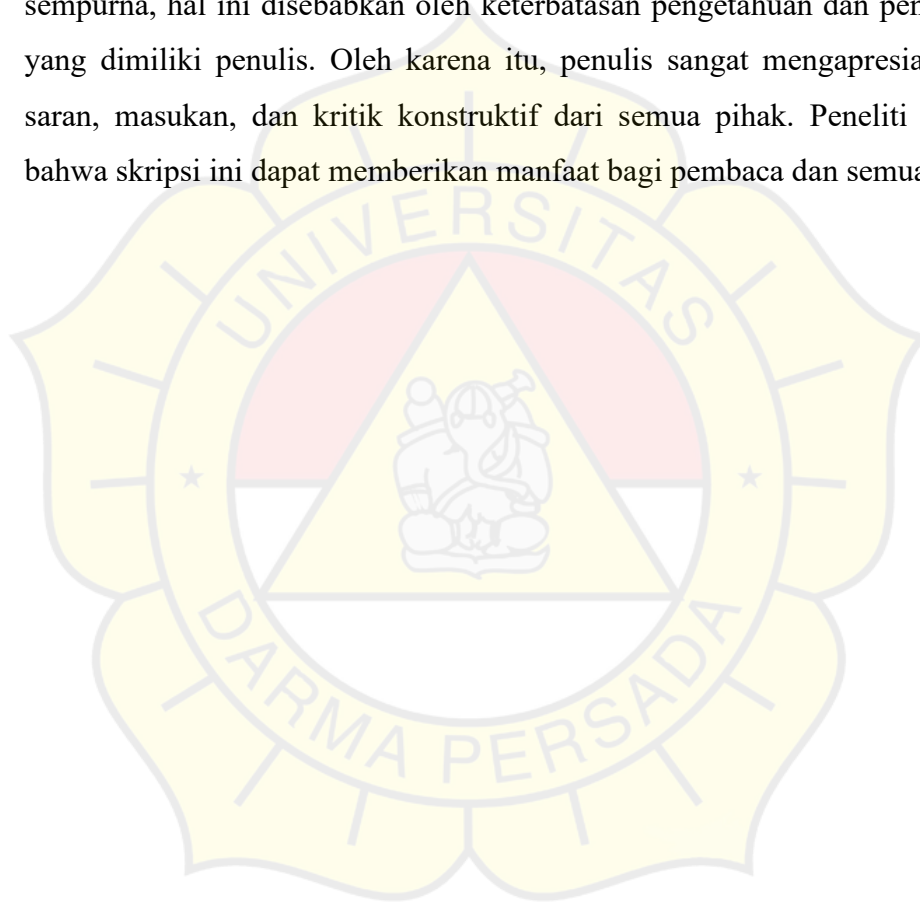 sempurna, hal ini disebabkan oleh keterbatasan pengetahuan dan pen
yang dimiliki penulis. Oleh karena itu, penulis sangat mengapresia
saran, masukan, dan kritik konstruktif dari semua pihak. Peneliti
bahwa skripsi ini dapat memberikan manfaat bagi pembaca dan semua
UNIVERSITAS
DARMA PERSADA